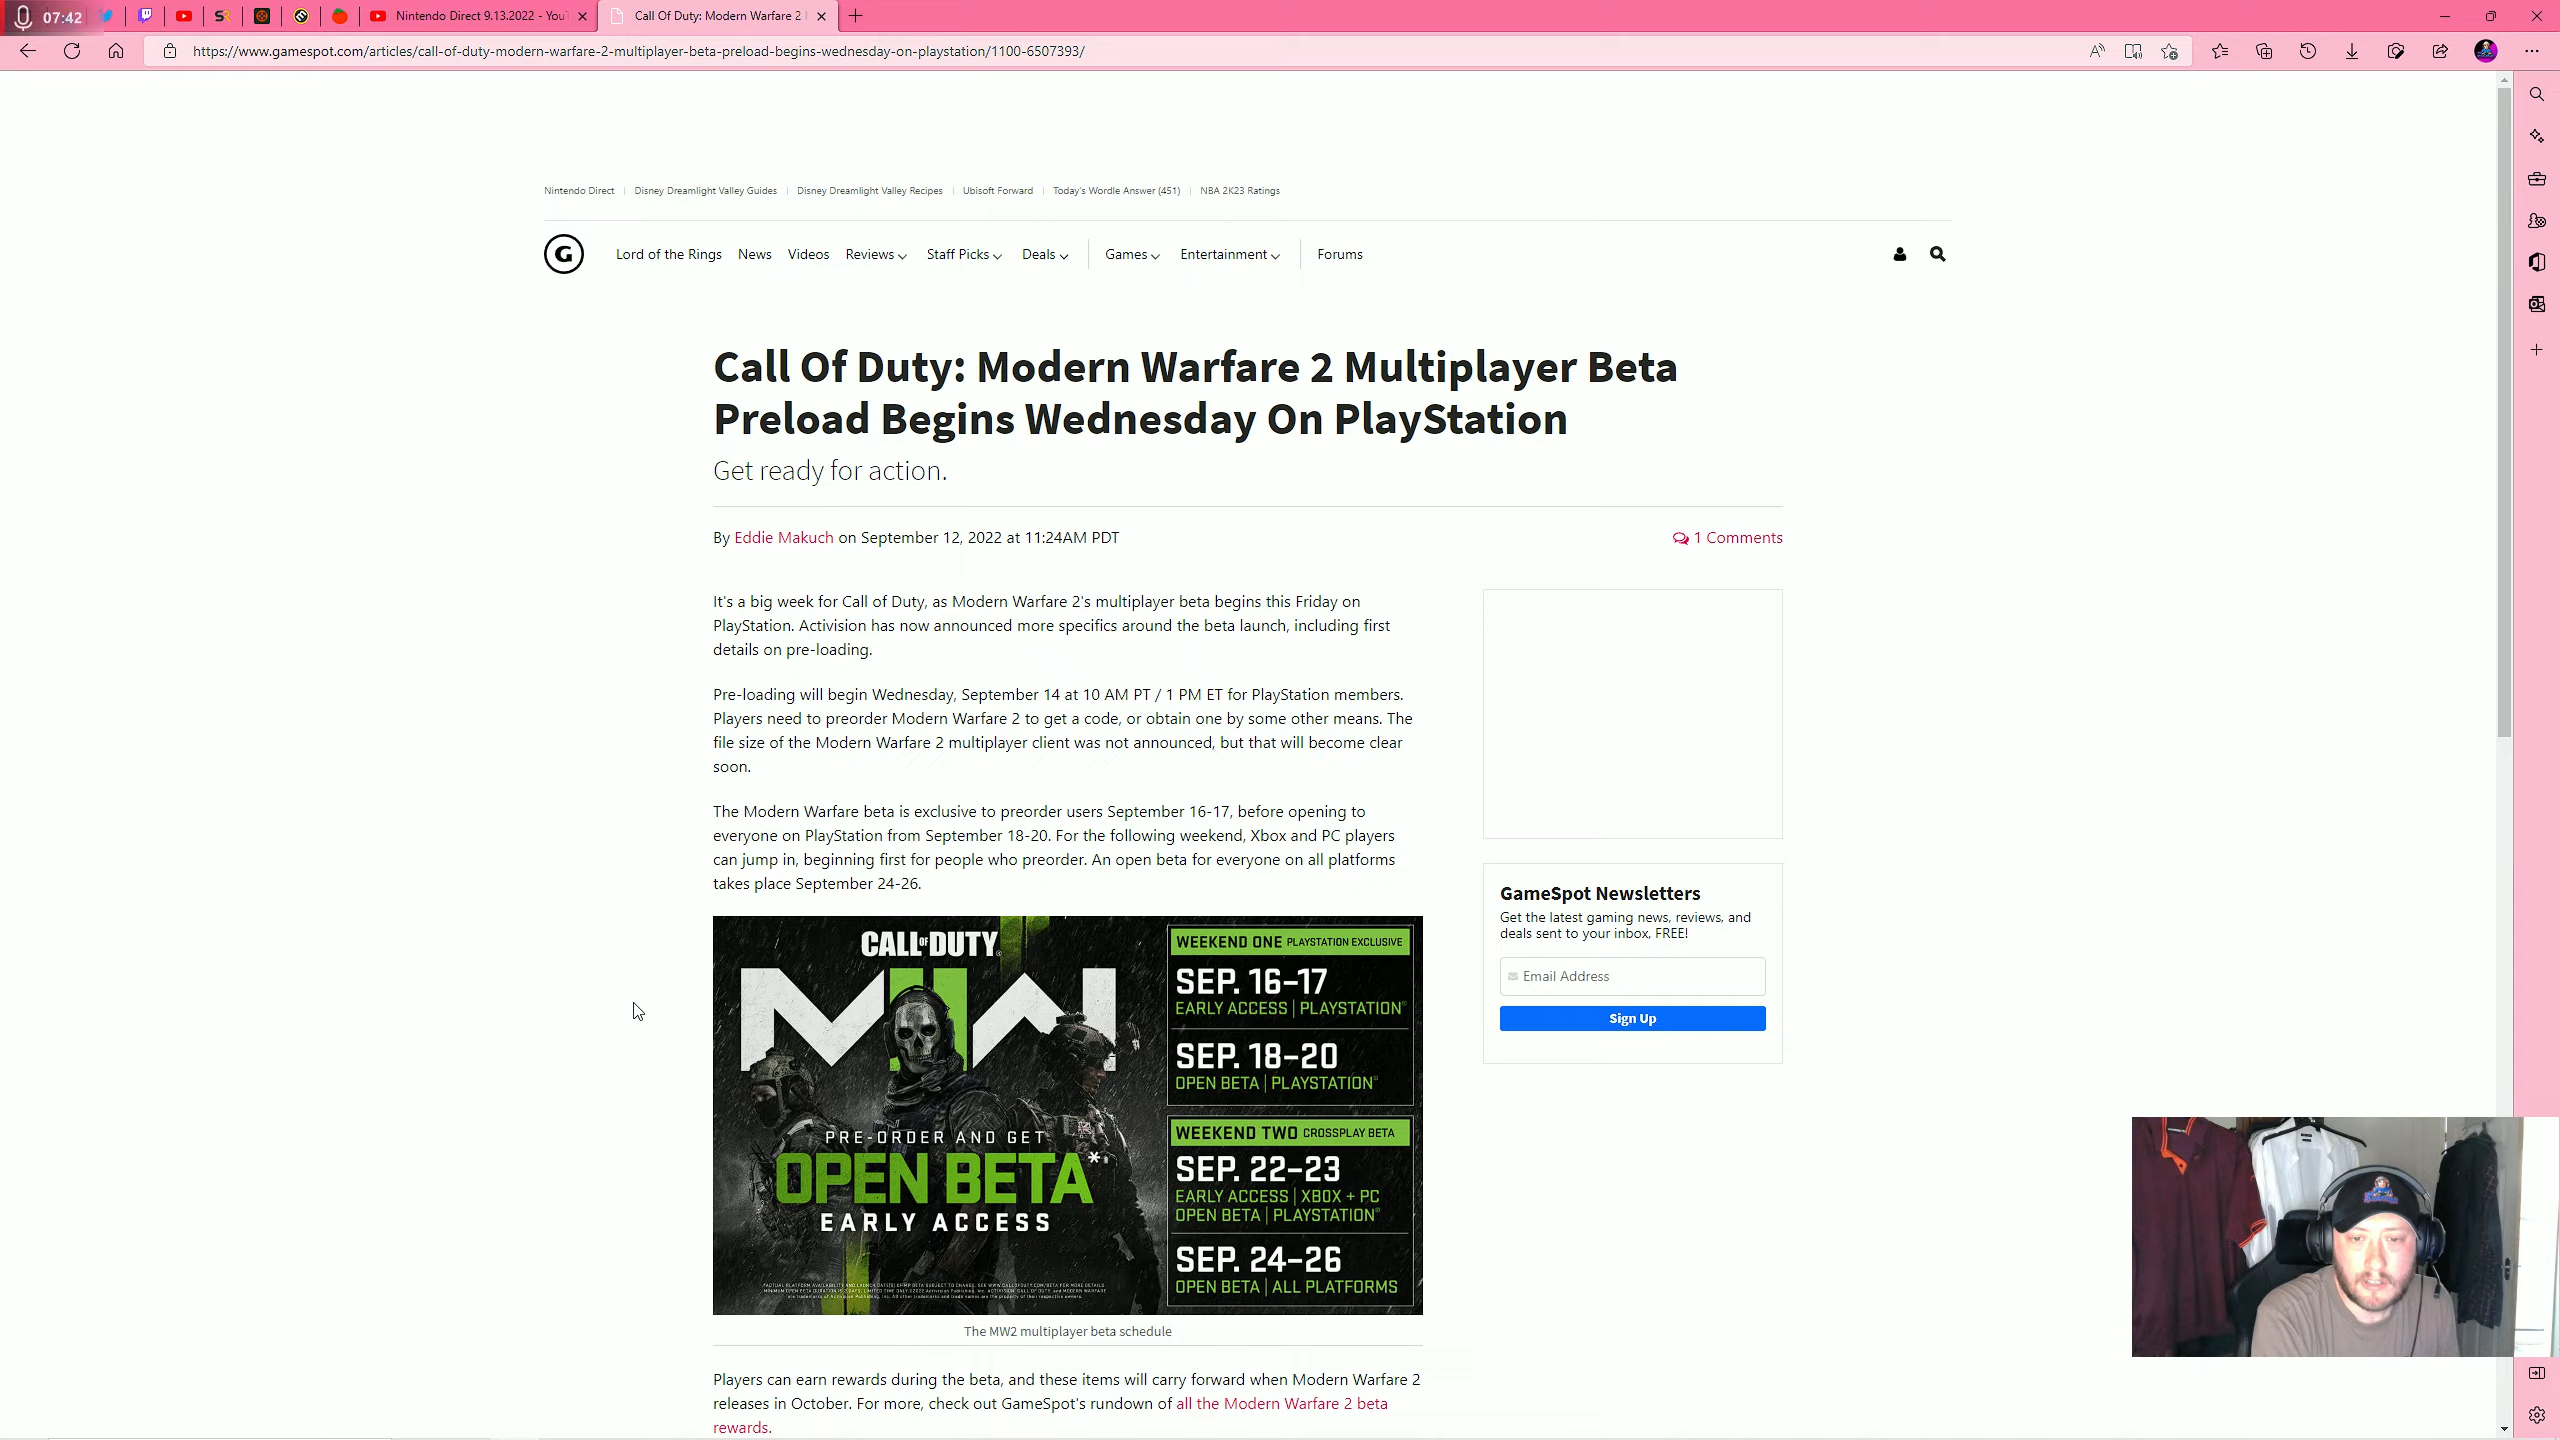 07:42
SR
Nintendo Direct 9.13.2022 - YouT
Call Of Duty: Modern Warfare 2
https://www.gamespot.com/articles/call-of-duty-modern-warfare-2-multiplayer-beta-preload-begins-wednesday-on-playstation/1100-6507393/
Nintendo Direct | Disney Dreamlight Valley Guides | Disney Dreamlight Valley Recipes | Ubisoft Forward | Today's Wordle Answer (451) | NBA 2K23 Ratings
G Lord of the Rings News Videos Reviews Staff Picks Deals Games Entertainment Forums
Call Of Duty: Modern Warfare 2 Multiplayer Beta
Preload Begins Wednesday On PlayStation
Get ready for action.
By Eddie Makuch on September 12, 2022 at 11:24AM PDT
1 Comments
It's a big week for Call of Duty, as Modern Warfare 2's multiplayer beta begins this Friday on
PlayStation. Activision has now announced more specifics around the beta launch, including first
details on pre-loading.
Pre-loading will begin Wednesday, September 14 at 10 AM PT / 1 PM ET for PlayStation members.
Players need to preorder Modern Warfare 2 to get a code, or obtain one by some other means. The
file size of the Modern Warfare 2 multiplayer client was not announced, but that will become clear
soon.
The Modern Warfare beta is exclusive to preorder users September 16-17, before opening to
everyone on PlayStation from September 18-20. For the following weekend, Xbox and PC players
can jump in, beginning first for people who preorder. An open beta for everyone on all platforms
takes place September 24-26.
CALL OF DUTY
MW
PRE-ORDER AND GET
OPEN BETA*
EARLY ACCESS
WEEKEND ONE PLAYSTATION EXCLUSIVE
SEP. 16-17
EARLY ACCESS | PLAYSTATION®
SEP. 18-20
OPEN BETA | PLAYSTATION®
WEEKEND TWO CROSSPLAY BETA
SEP. 22-23
EARLY ACCESS | XBOX + PC
OPEN BETA | PLAYSTATION®
SEP. 24-26
OPEN BETA | ALL PLATFORMS
The MW2 multiplayer beta schedule
Players can earn rewards during the beta, and these items will carry forward when Modern Warfare 2
releases in October. For more, check out GameSpot's rundown of all the Modern Warfare 2 beta
rewards.
GameSpot Newsletters
Get the latest gaming news, reviews, and
deals sent to your inbox, FREE!
Email Address
Sign Up